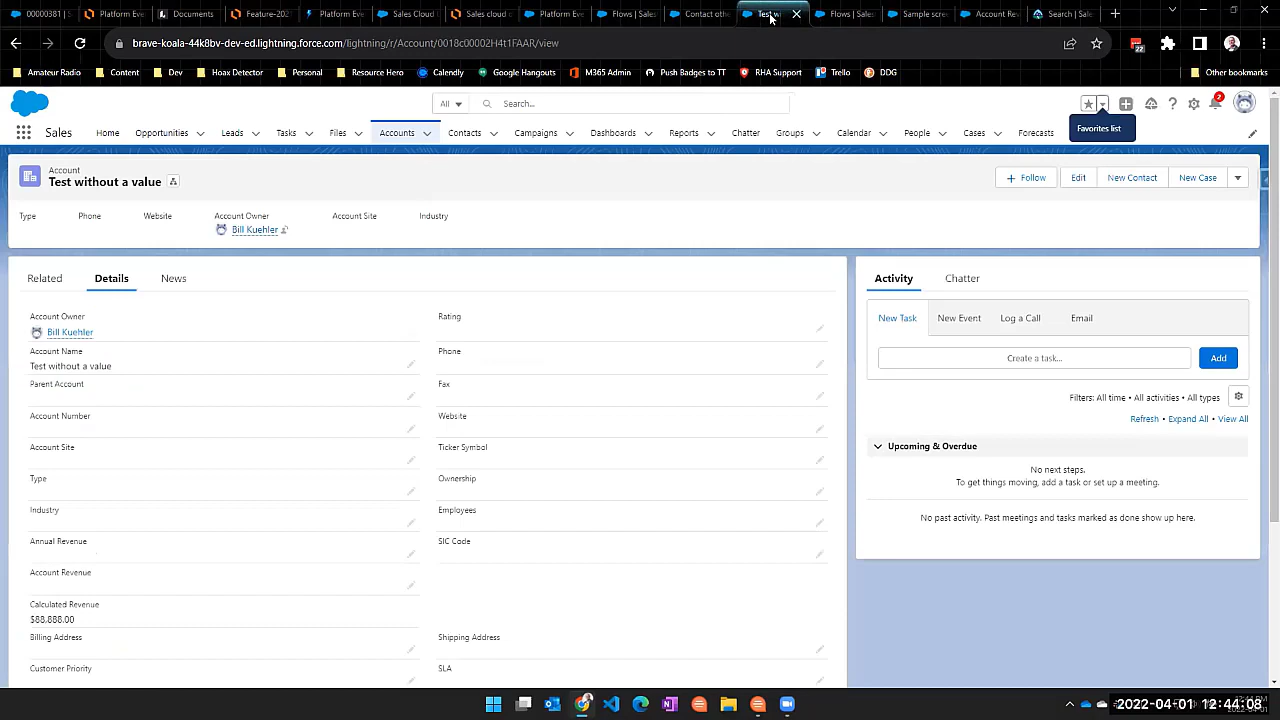 00000381 | S
Platform Eve
Documents
Feature-202
Platform Eve
Sales Cloud
Sales cloud w
Platform Eve
Flows | Sales
Contact othe
Test wi
Flows | Sales
Sample scre
Account Rev
Search | Sale
brave-koala-44k8bv-dev-ed.lightning.force.com/lightning/r/Account/0018c00002H4t1FAAR/view
22
Amateur Radio
Content
Dev
Hoax Detector
Personal
Resource Hero
Calendly
Google Hangouts
M365 Admin
Push Badges to TT
RHA Support
Trello
DDG
Other bookmarks
All
Search...
2
Sales
Home
Opportunities
Leads
Tasks
Files
Accounts
Contacts
Campaigns
Dashboards
Reports
Chatter
Groups
Calendar
People
Cases
Forecasts
Favorites list
Account
Test without a value
+ Follow
Edit
New Contact
New Case
Type
Phone
Website
Account Owner
Account Site
Industry
Bill Kuehler
Related
Details
News
Account Owner
Bill Kuehler
Rating
Account Name
Test without a value
Phone
Parent Account
Fax
Account Number
Website
Account Site
Ticker Symbol
Type
Ownership
Industry
Employees
Annual Revenue
SIC Code
Account Revenue
Calculated Revenue
$88,888.00
Billing Address
Shipping Address
Customer Priority
SLA
Activity
Chatter
New Task
New Event
Log a Call
Email
Create a task...
Add
Filters: All time • All activities • All types
Refresh • Expand All • View All
Upcoming & Overdue
No next steps.
To get things moving, add a task or set up a meeting.
No past activity. Past meetings and tasks marked as done show up here.
2022-04-01 12:44:08